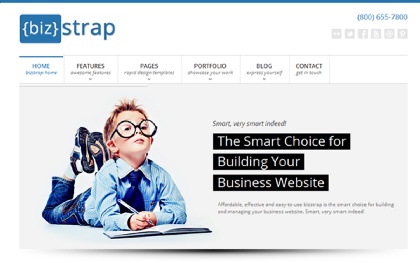 {biz}strap
(800) 655-7800
HOME
bizstrap home
FEATURES
awesome features
PAGES
rapid design templates
PORTFOLIO
showcase your work
BLOG
express yourself
CONTACT
get in touch
Smart, very smart indeed!
The Smart Choice for
Building Your
Business Website
Affordable, effective and easy-to use bizstrap is the smart choice for building
and managing your business website. Smart, very smart indeed!